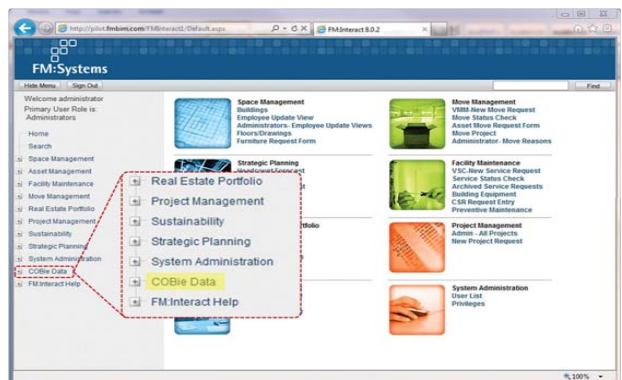 http://pilot.fmbimi.com/FMInteract1/Default.aspx
FM:Interact 8.0.2
FM:Systems
Hide Menu
Sign Out
Find
Welcome administrator
Primary User Role is:
Administrators
Home
Search
Space Management
Asset Management
Facility Maintenance
Move Management
Real Estate Portfolio
Project Management
Sustainability
Strategic Planning
System Administration
COBie Data
FM:Interact Help
Real Estate Portfolio
Project Management
Sustainability
Strategic Planning
System Administration
COBie Data
FM:Interact Help
Space Management
Buildings
Employee Update View
Administrators- Employee Update Views
Floors/Drawings
Furniture Request Form
Strategic Planning
Headcount Forecast
Move Management
VMM-New Move Request
Move Status Check
Asset Move Request Form
Move Project
Administrator- Move Reasons
Facility Maintenance
VSC-New Service Request
Service Status Check
Archived Service Requests
Building Equipment
CSR Request Entry
Preventive Maintenance
Project Management
Admin - All Projects
New Project Request
System Administration
User List
Privileges
100%